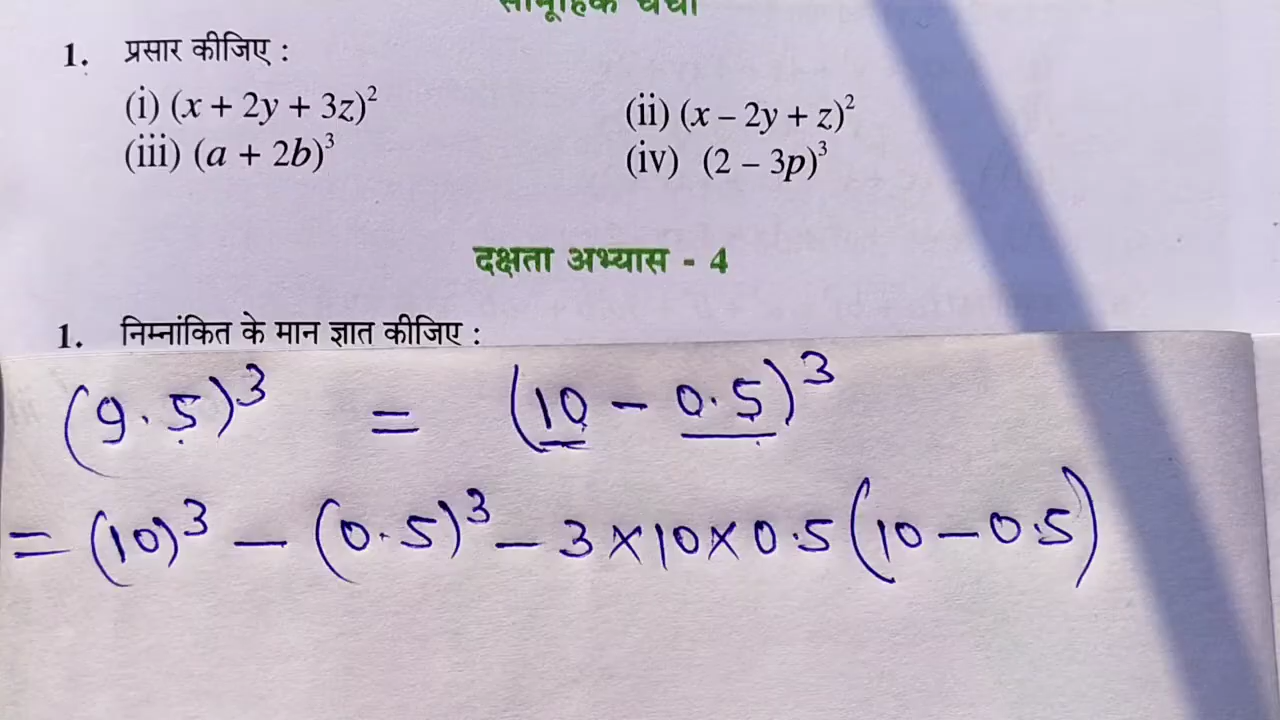 सामूहिक चर्चा
1. प्रसार कीजिए :
(i) (x + 2y + 3z)² (ii) (x – 2y + z)²
(iii) (a + 2b)³ (iv) (2 – 3p)³
दक्षता अभ्यास - 4
1. निम्नांकित के मान ज्ञात कीजिए :
(9.5)³ = (10 – 0.5)³
= (10)³ – (0.5)³ – 3×10×0.5(10 – 0.5)